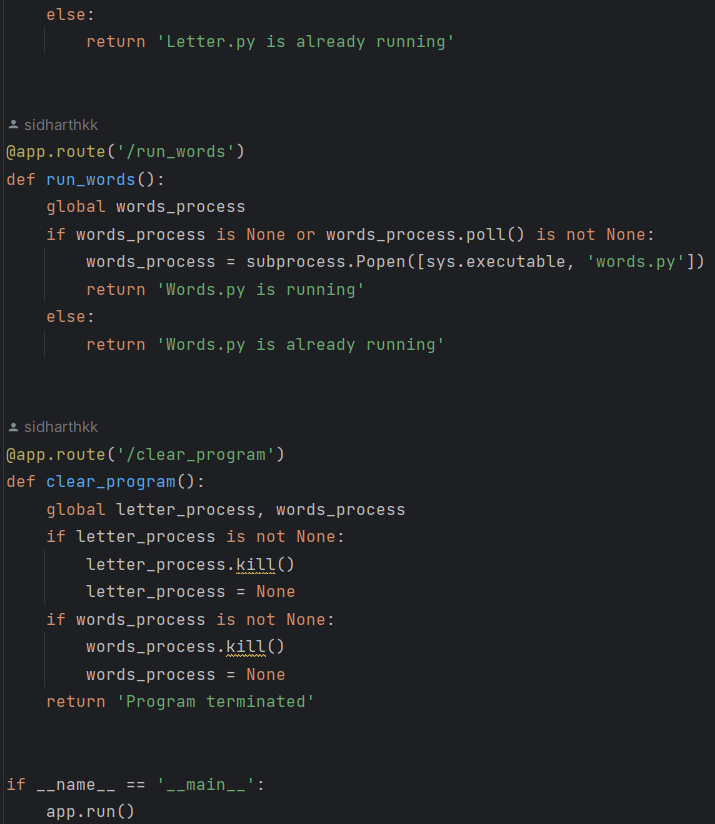 else:
        return 'Letter.py is already running'
sidharthkk
@app.route('/run_words')
def run_words():
    global words_process
    if words_process is None or words_process.poll() is not None:
        words_process = subprocess.Popen([sys.executable, 'words.py'])
        return 'Words.py is running'
    else:
        return 'Words.py is already running'
sidharthkk
@app.route('/clear_program')
def clear_program():
    global letter_process, words_process
    if letter_process is not None:
        letter_process.kill()
        letter_process = None
    if words_process is not None:
        words_process.kill()
        words_process = None
    return 'Program terminated'
if __name__ == '__main__':
    app.run()